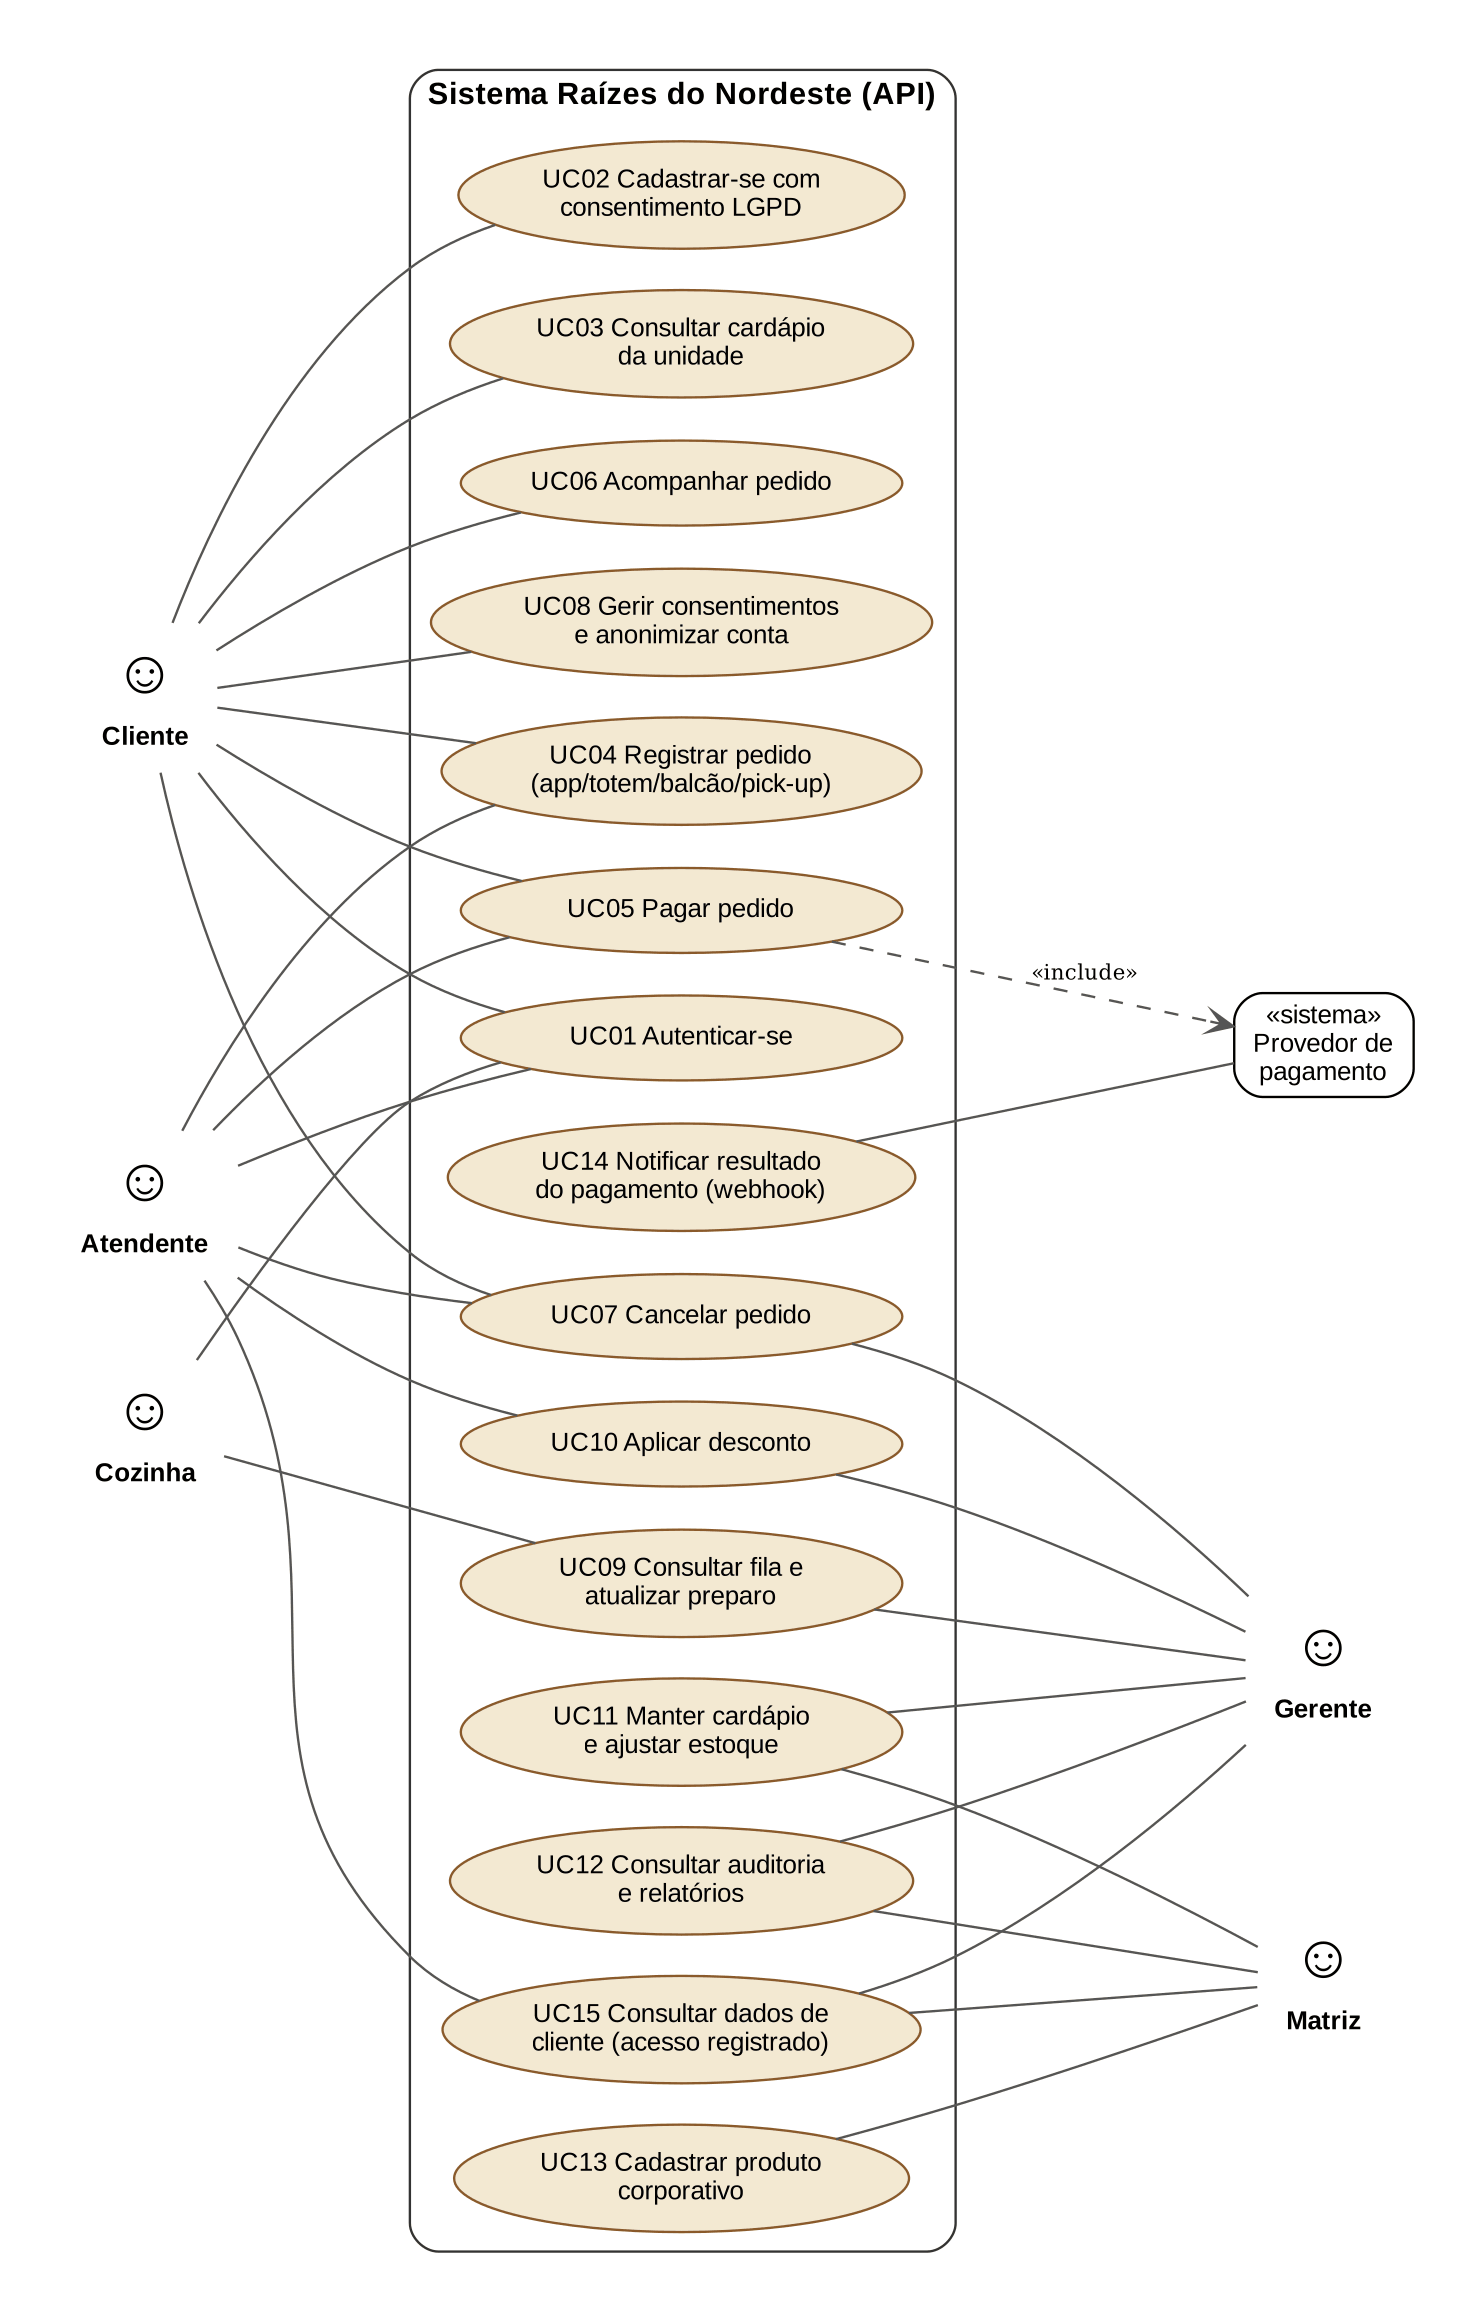 Sistema Raízes do Nordeste (API)
UC02 Cadastrar-se com
consentimento LGPD
UC03 Consultar cardápio
da unidade
UC06 Acompanhar pedido
UC08 Gerir consentimentos
e anonimizar conta
Cliente
UC04 Registrar pedido
(app/totem/balcão/pick-up)
UC05 Pagar pedido
«include»
«sistema»
Provedor de
pagamento
UC01 Autenticar-se
UC14 Notificar resultado
do pagamento (webhook)
Atendente
UC07 Cancelar pedido
UC10 Aplicar desconto
Cozinha
UC09 Consultar fila e
atualizar preparo
Gerente
UC11 Manter cardápio
e ajustar estoque
UC12 Consultar auditoria
e relatórios
UC15 Consultar dados de
cliente (acesso registrado)
Matriz
UC13 Cadastrar produto
corporativo